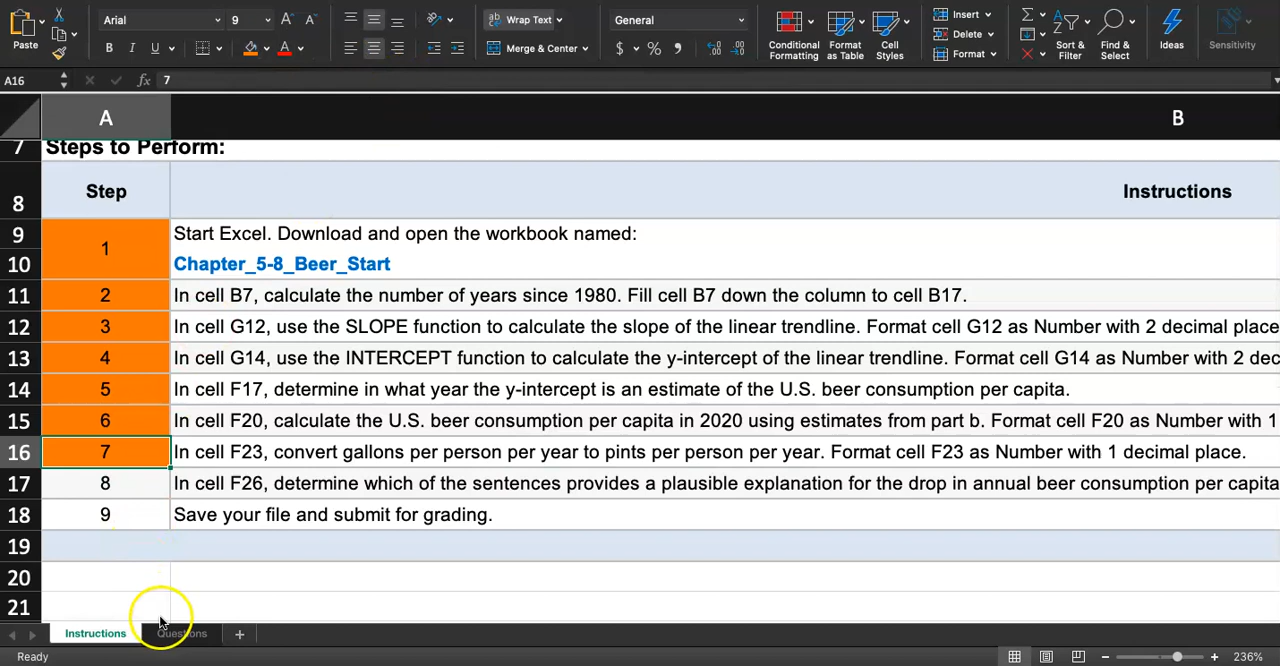 Paste
Arial 9 A^ A˅ Wrap Text General Insert Delete Format
B I U A Merge & Center $ % 9
Conditional Formatting Format as Table Cell Styles Sort & Filter Find & Select Ideas Sensitivity
A16 fx 7
A B
7 Steps to Perform:
8 Step Instructions
9 Start Excel. Download and open the workbook named:
1
10 Chapter_5-8_Beer_Start
11 2 In cell B7, calculate the number of years since 1980. Fill cell B7 down the column to cell B17.
12 3 In cell G12, use the SLOPE function to calculate the slope of the linear trendline. Format cell G12 as Number with 2 decimal place
13 4 In cell G14, use the INTERCEPT function to calculate the y-intercept of the linear trendline. Format cell G14 as Number with 2 dec
14 5 In cell F17, determine in what year the y-intercept is an estimate of the U.S. beer consumption per capita.
15 6 In cell F20, calculate the U.S. beer consumption per capita in 2020 using estimates from part b. Format cell F20 as Number with 1
16 7 In cell F23, convert gallons per person per year to pints per person per year. Format cell F23 as Number with 1 decimal place.
17 8 In cell F26, determine which of the sentences provides a plausible explanation for the drop in annual beer consumption per capita
18 9 Save your file and submit for grading.
19
20
21
Instructions Questions +
Ready 236%